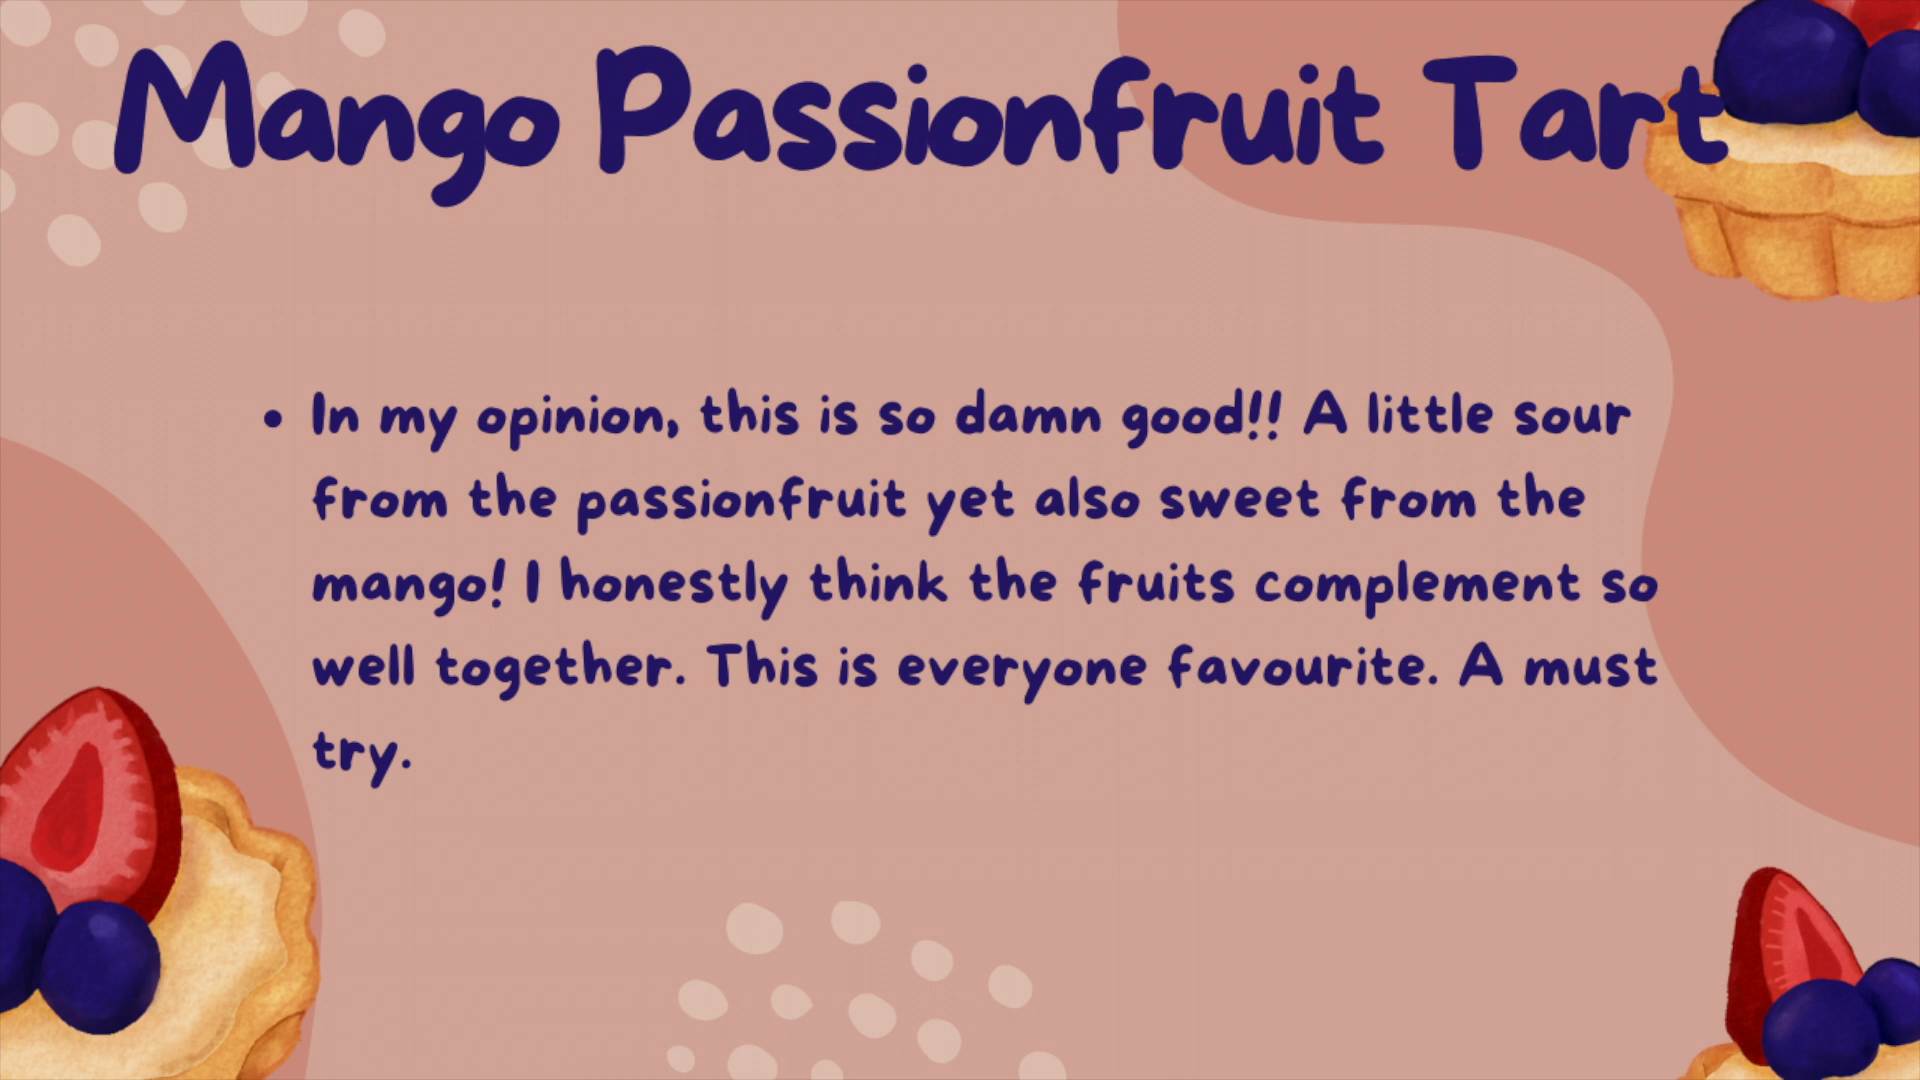 Mango Passionfruit Tart
• In my opinion, this is so damn good!! A little sour
from the passionfruit yet also sweet from the
mango! I honestly think the fruits complement so
well together. This is everyone favourite. A must
try.